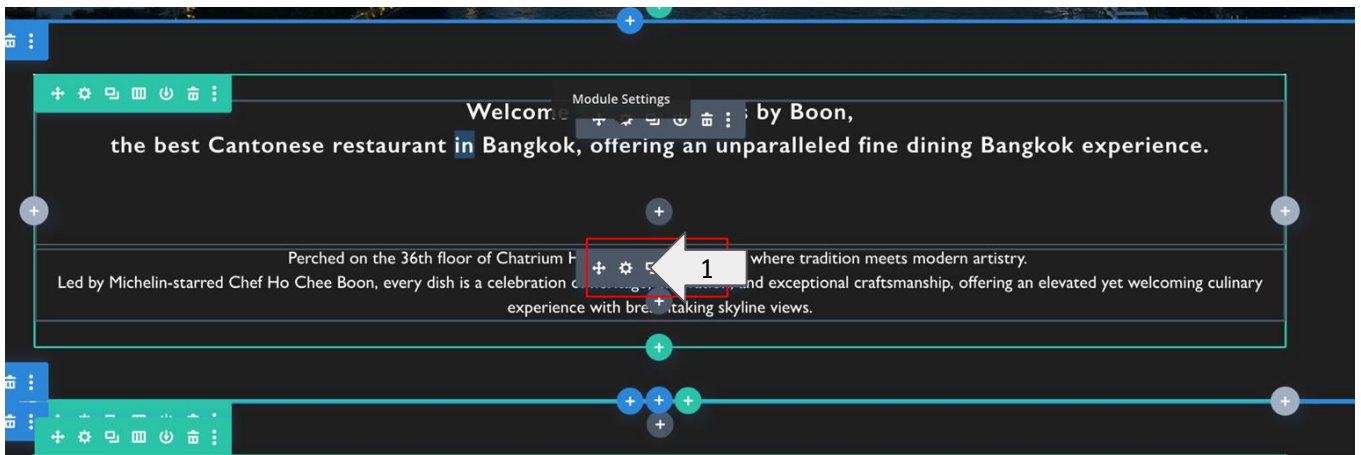 Module Settings
Welcome by Boon,
the best Cantonese restaurant in Bangkok, offering an unparalleled fine dining Bangkok experience.
Perched on the 36th floor of Chatrium where tradition meets modern artistry.
1
Led by Michelin-starred Chef Ho Chee Boon, every dish is a celebration and exceptional craftsmanship, offering an elevated yet welcoming culinary
experience with skyline views.